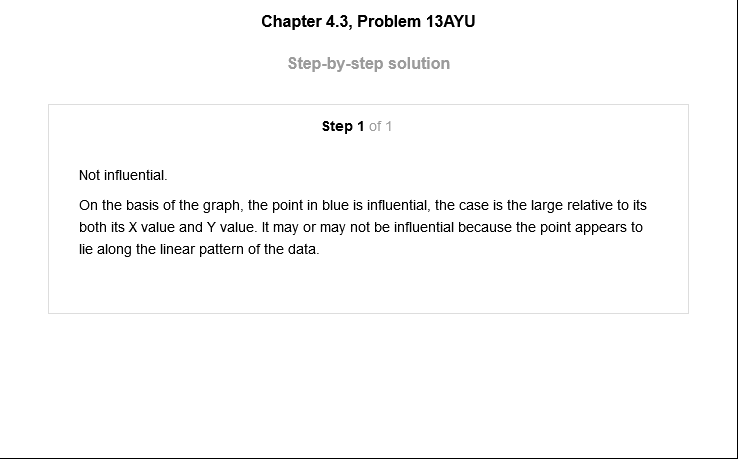 Chapter 4.3, Problem 13AYU
Step-by-step solution
Step 1 of 1
Not influential.
On the basis of the graph, the point in blue is influential, the case is the large relative to its
both its X value and Y value. It may or may not be influential because the point appears to
lie along the linear pattern of the data.